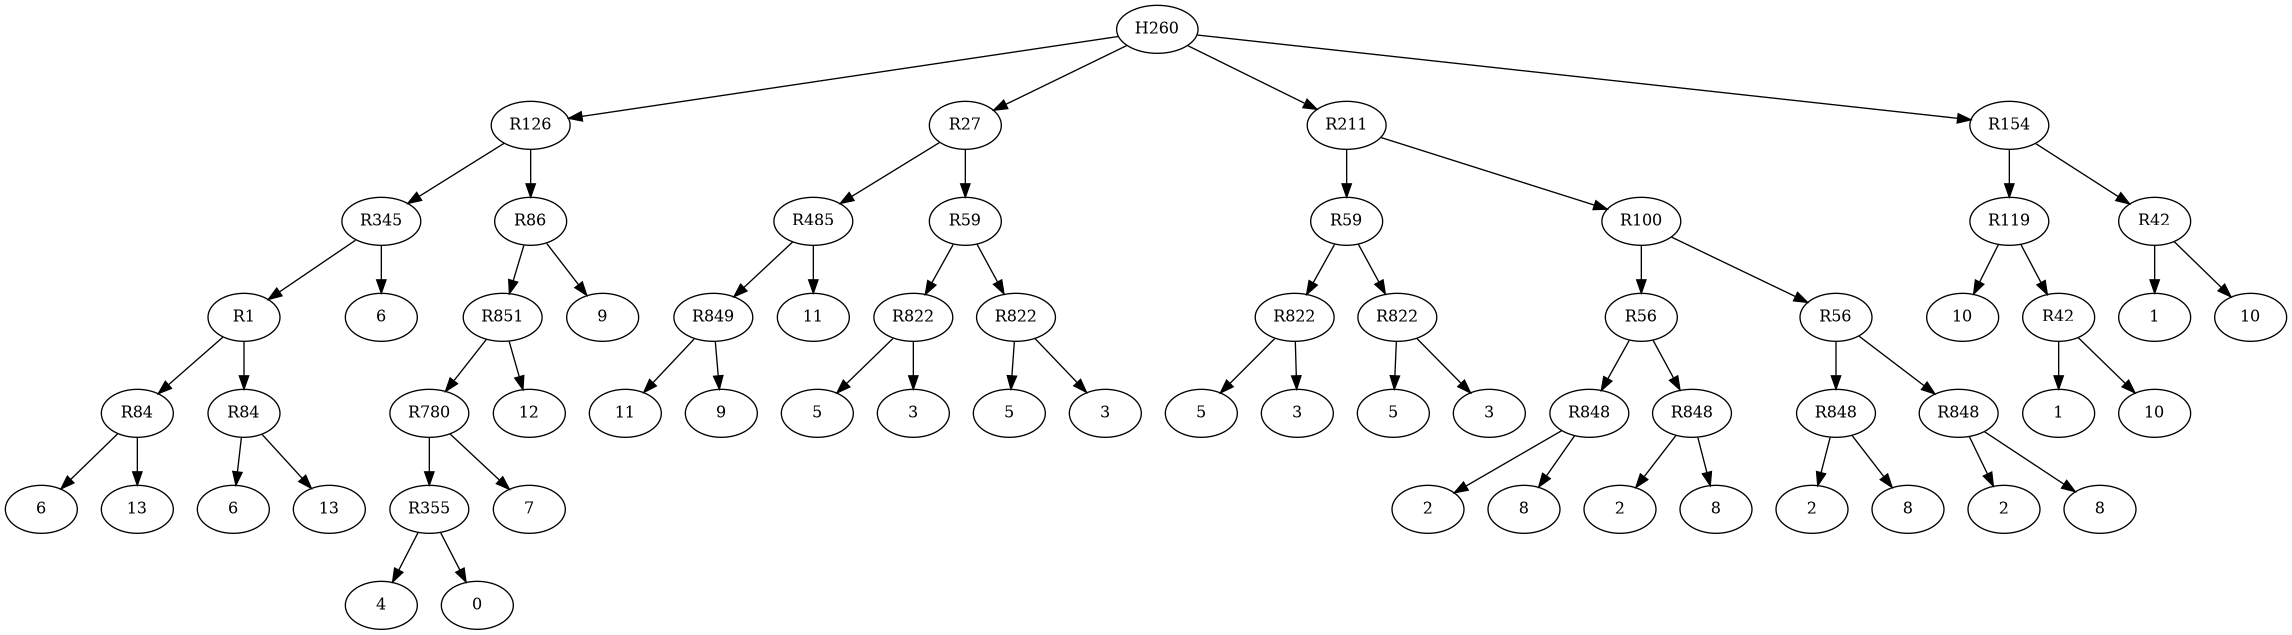 H260
R126 R27 R211 R154
R345 R86 R485 R59 R59 R100 R119 R42
R1 6 R851 9 R849 11 R822 R822 R822 R822 R56 R56 10 R42 1 10
R84 R84 R780 12 11 9 5 3 5 3 5 3 5 3 R848 R848 R848 R848 1 10
6 13 6 13 R355 7 2 8 2 8 2 8 2 8
4 0